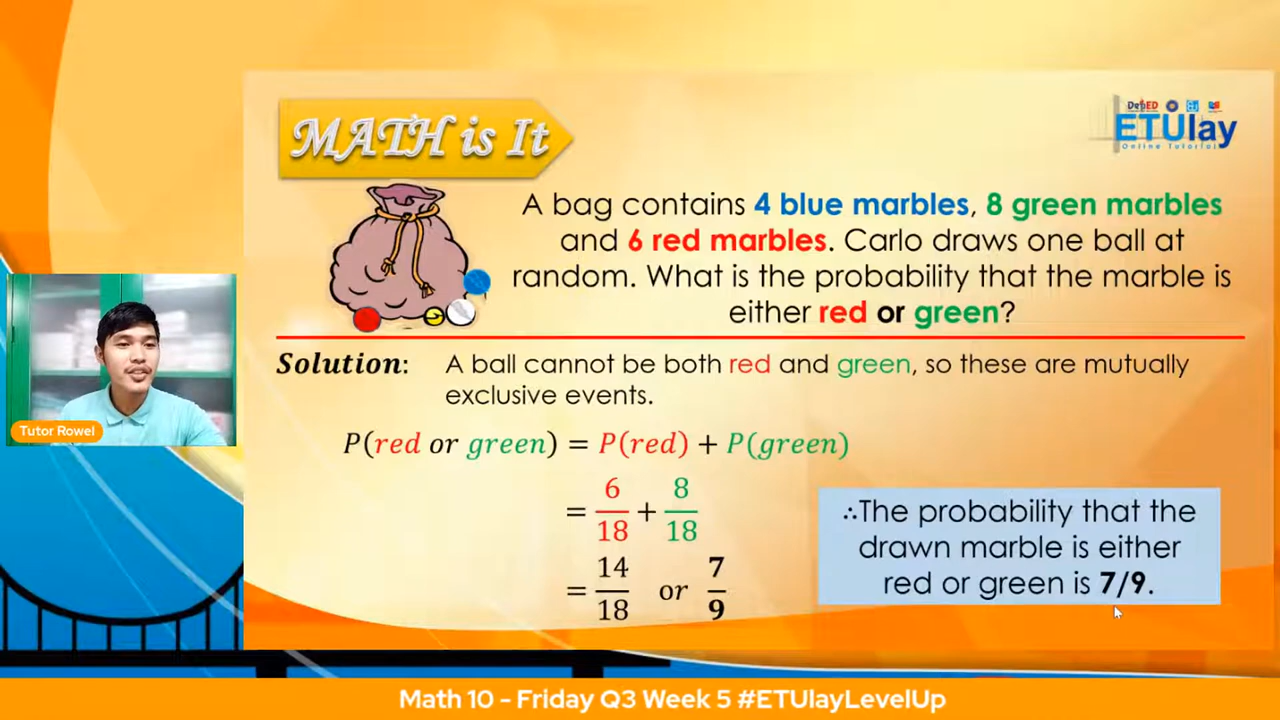 MATH is It
DepED
ETUlay
Online Tutorial
A bag contains 4 blue marbles, 8 green marbles
and 6 red marbles. Carlo draws one ball at
random. What is the probability that the marble is
either red or green?
Solution: A ball cannot be both red and green, so these are mutually
exclusive events.
P(red or green) = P(red) + P(green)
= 6/18 + 8/18
= 14/18 or 7/9
∴The probability that the
drawn marble is either
red or green is 7/9.
Tutor Rowel
Math 10 - Friday Q3 Week 5 #ETUlayLevelUp